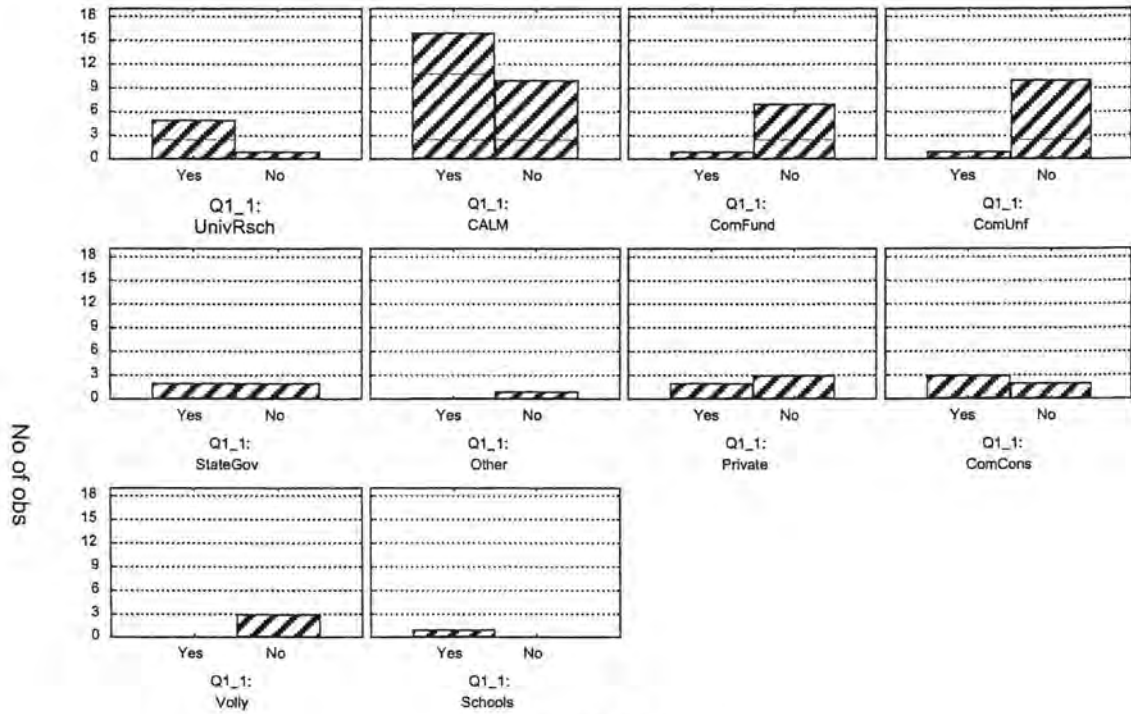 18
15
12
9
6
3
0
Yes No
Yes No
Yes No
Yes No
Q1_1:
UnivRsch
Q1_1:
CALM
Q1_1:
ComFund
Q1_1:
ComUnf
18
15
12
9
6
3
0
Yes No
Yes No
Yes No
Yes No
Q1_1:
StateGov
Q1_1:
Other
Q1_1:
Private
Q1_1:
ComCons
No of obs
18
15
12
9
6
3
0
Yes No
Yes No
Q1_1:
Volly
Q1_1:
Schools